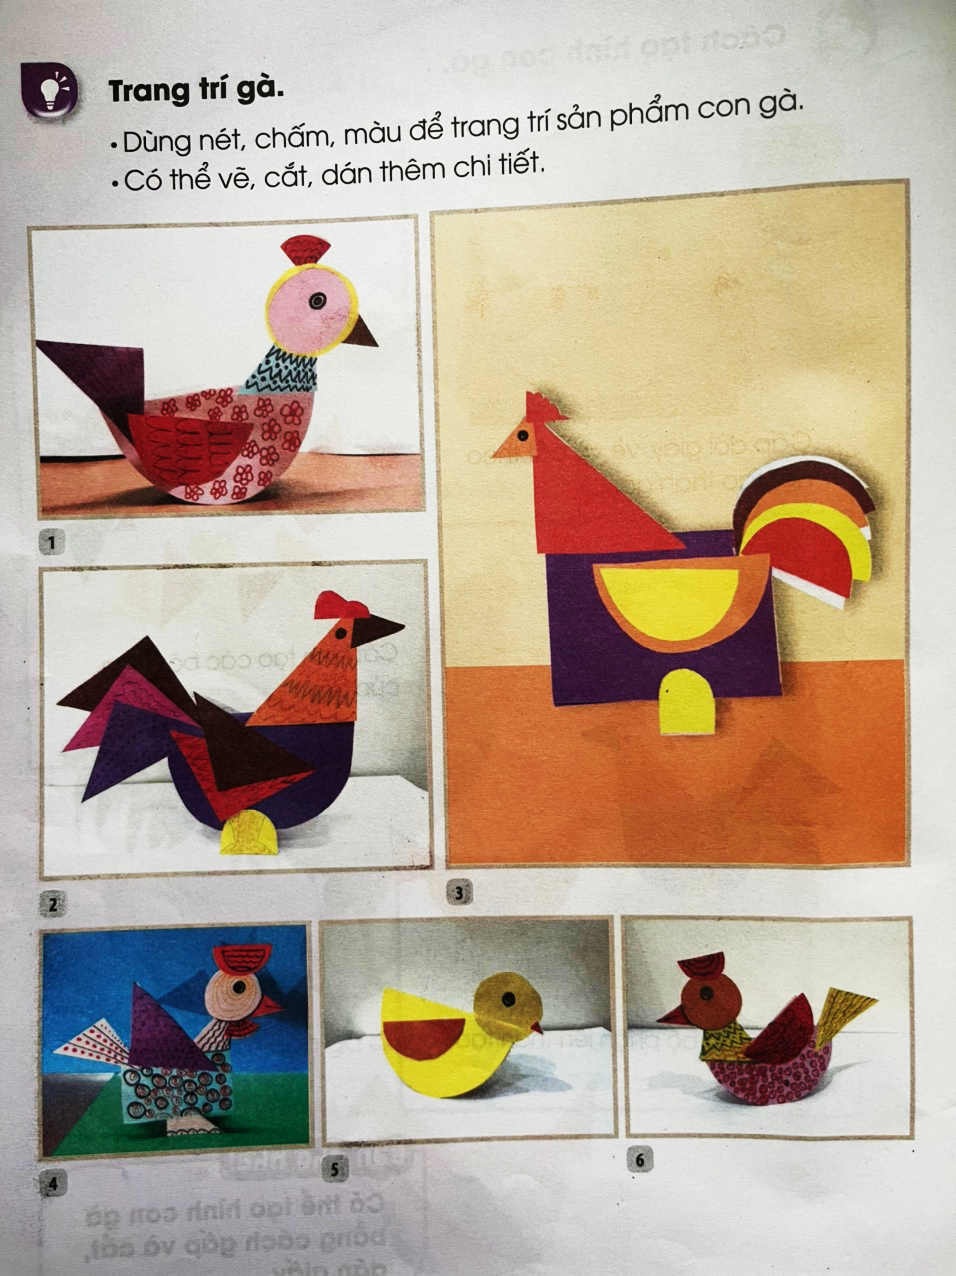 Trang trí gà.
• Dùng nét, chấm, màu để trang trí sản phẩm con gà.
• Có thể vẽ, cắt, dán thêm chi tiết.
1
2
3
4
5
6